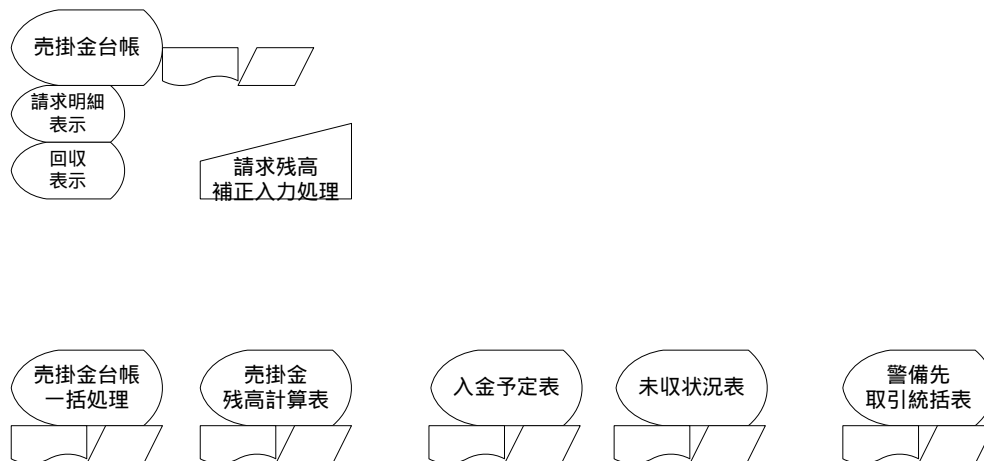 売掛金台帳
請求明細
表示
回収
表示
請求残高
補正入力処理
売掛金台帳
一括処理
売掛金
残高計算表
入金予定表
未収状況表
警備先
取引統括表